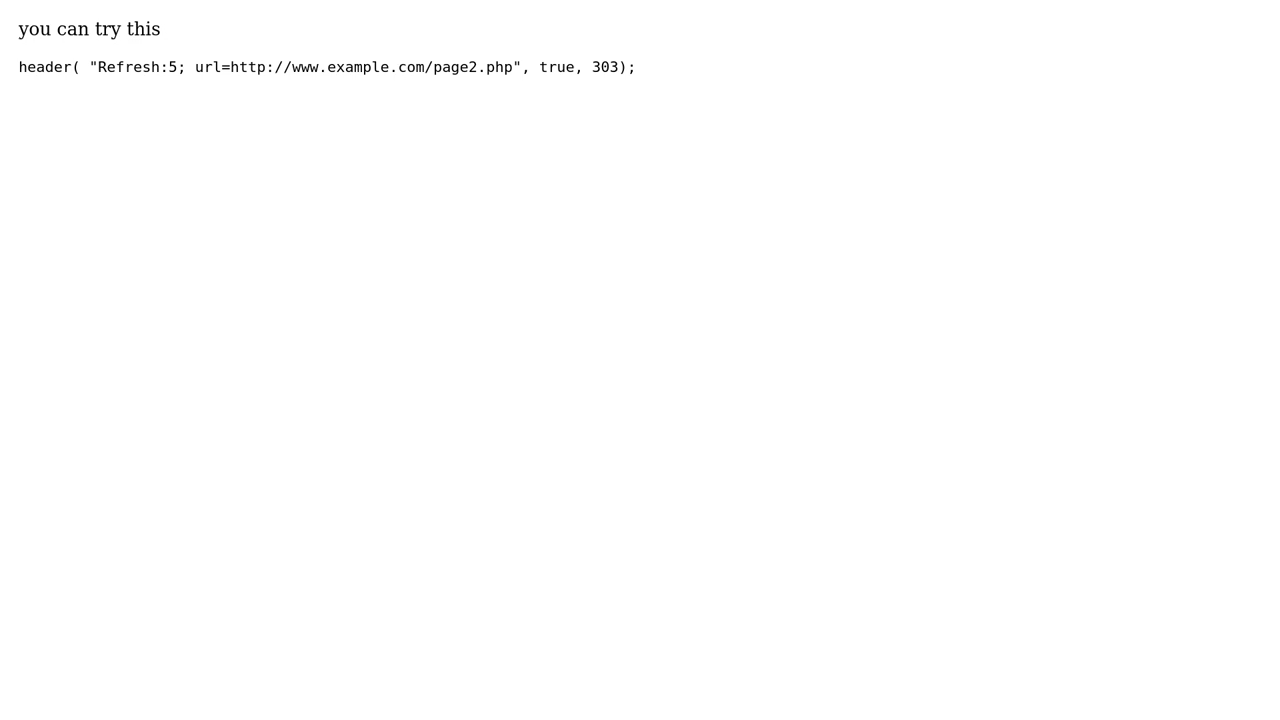 you can try this
header( "Refresh:5; url=http://www.example.com/page2.php", true, 303);